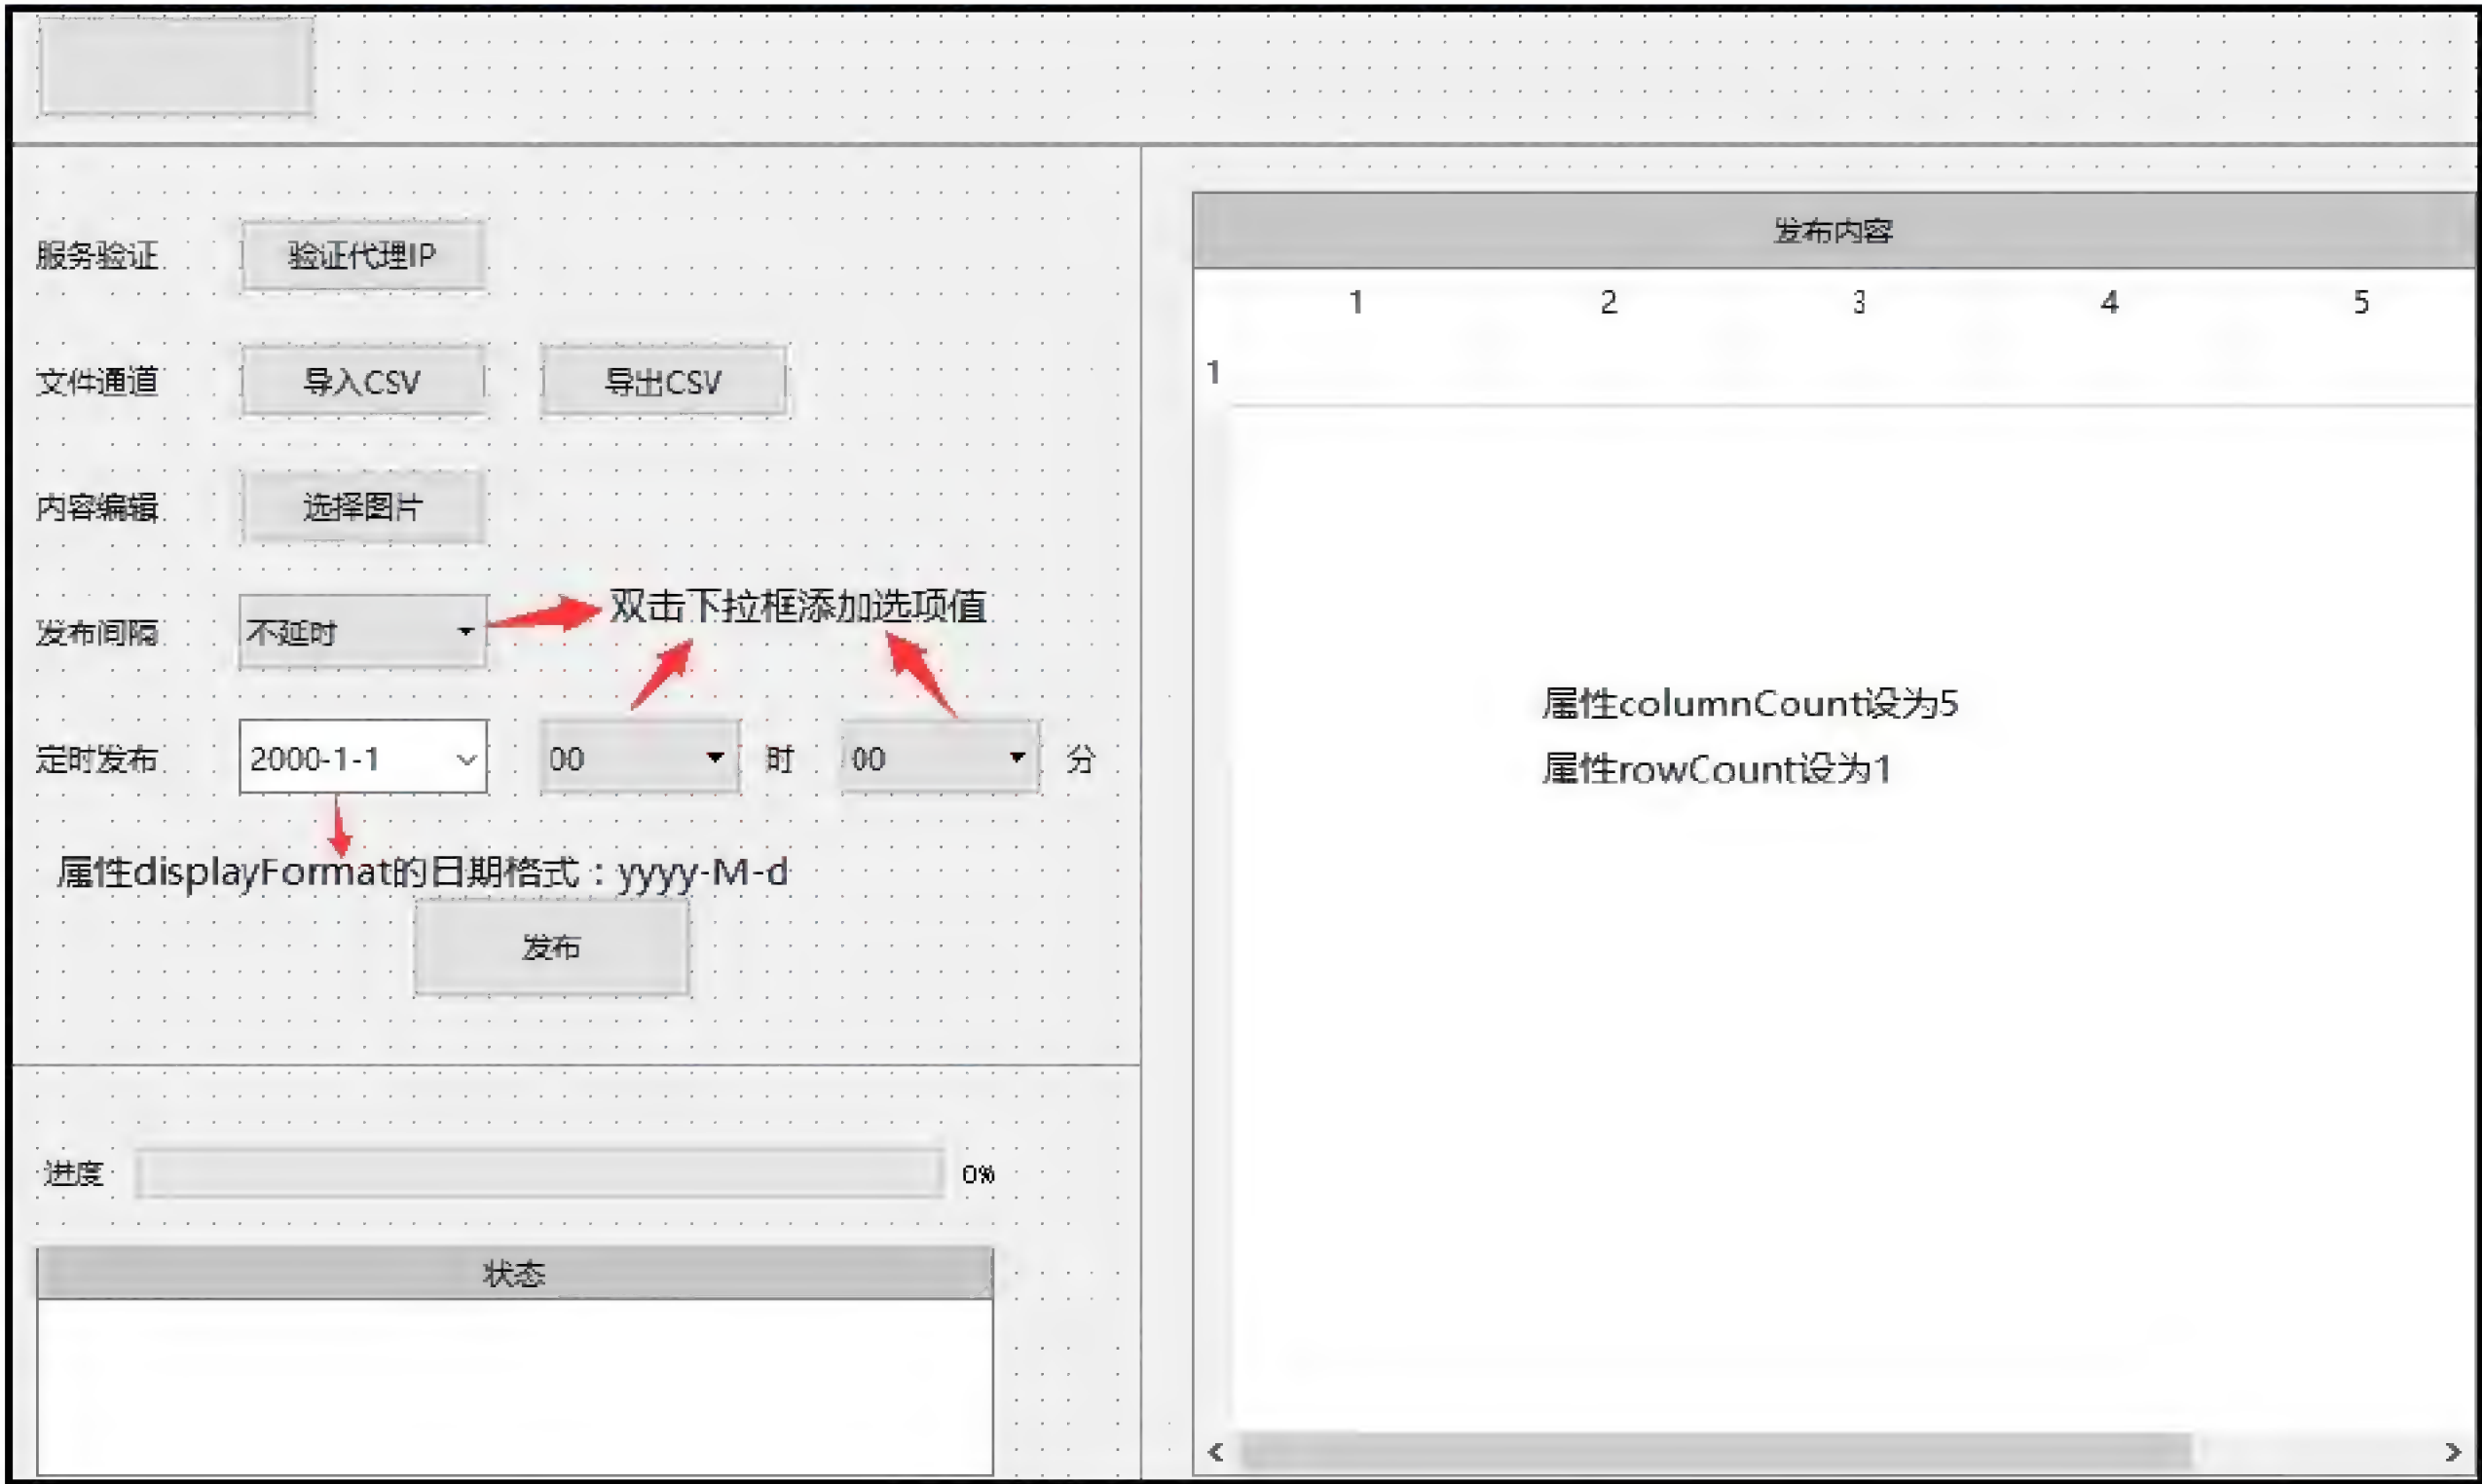 服务验证 验证代理IP
文件通道 导入CSV 导出CSV
内容编辑 选择图片
发布间隔 不延时 双击下拉框添加选项值
定时发布 2000-1-1 00 时 00 分
属性displayFormat的日期格式：yyyy-M-d
发布
进度 0%
状态
发布内容
1 2 3 4 5
1
属性columnCount设为5
属性rowCount设为1